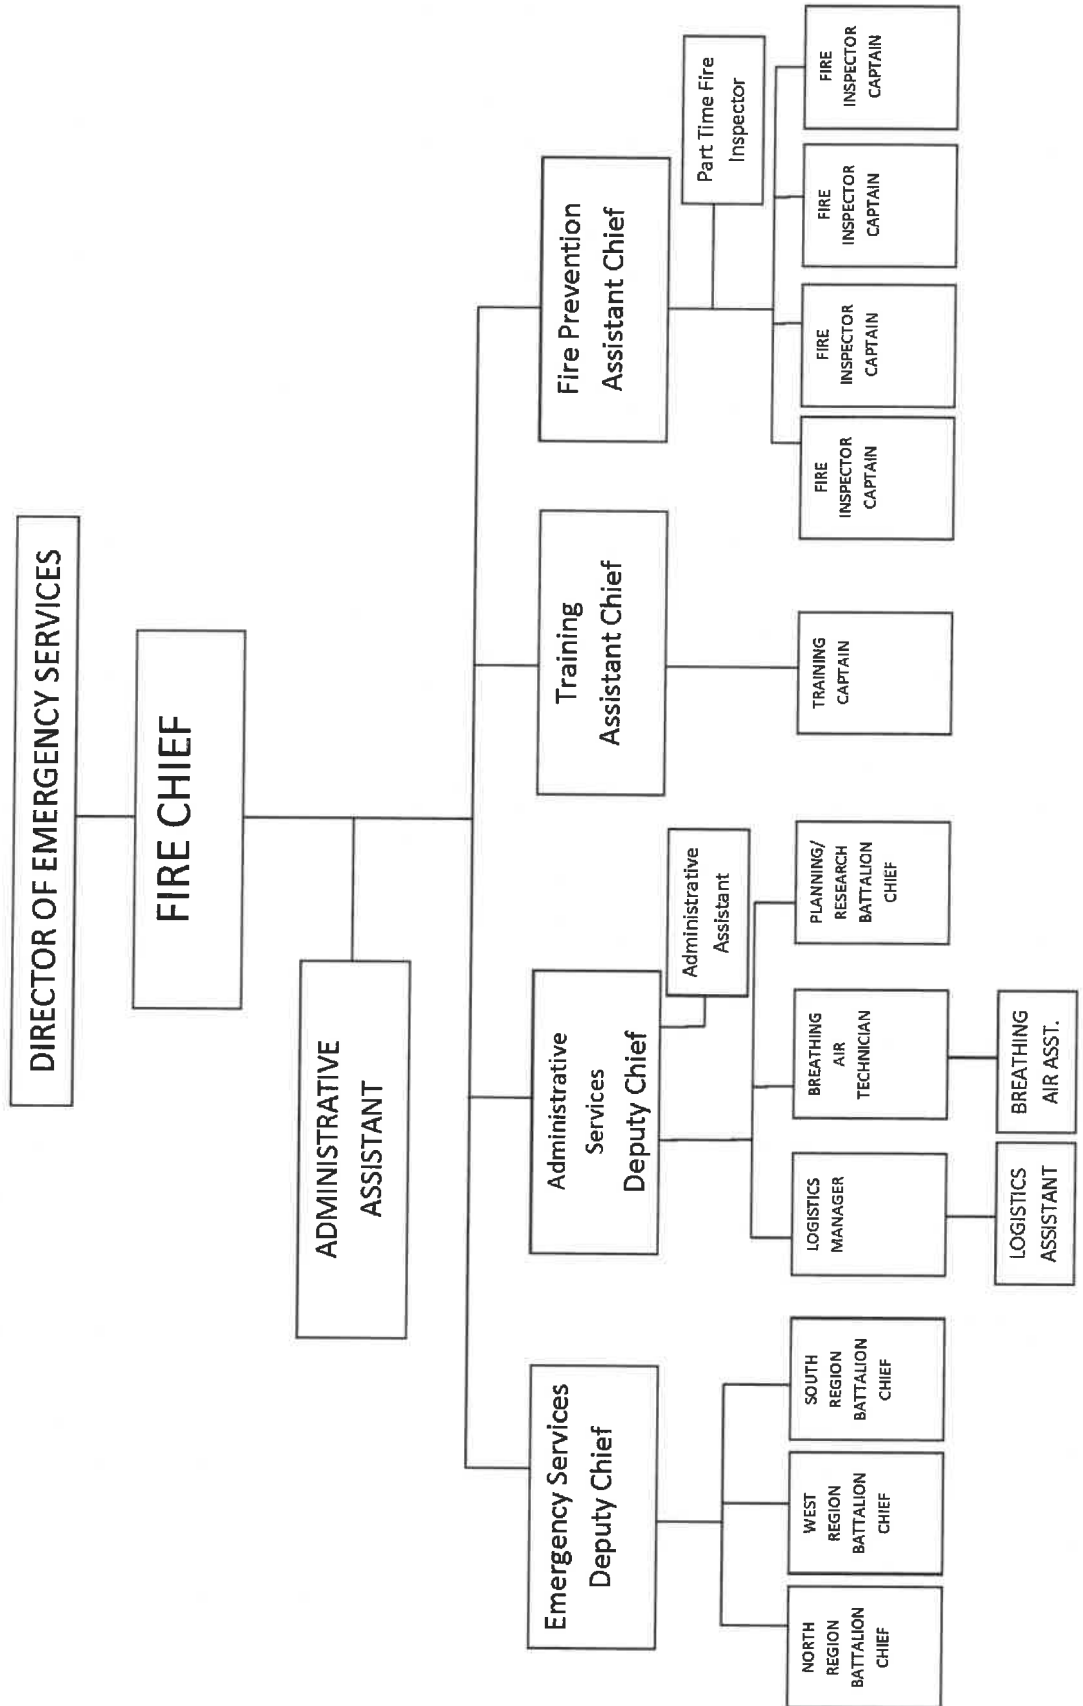 DIRECTOR OF EMERGENCY SERVICES
FIRE CHIEF
ADMINISTRATIVE
ASSISTANT
Emergency Services
Deputy Chief
Administrative
Services
Deputy Chief
Training
Assistant Chief
Fire Prevention
Assistant Chief
Administrative
Assistant
Part Time Fire
Inspector
NORTH
REGION
BATTALION
CHIEF
WEST
REGION
BATTALION
CHIEF
SOUTH
REGION
BATTALION
CHIEF
LOGISTICS
MANAGER
BREATHING
AIR
TECHNICIAN
PLANNING/
RESEARCH
BATTALION
CHIEF
TRAINING
CAPTAIN
FIRE
INSPECTOR
CAPTAIN
FIRE
INSPECTOR
CAPTAIN
FIRE
INSPECTOR
CAPTAIN
FIRE
INSPECTOR
CAPTAIN
LOGISTICS
ASSISTANT
BREATHING
AIR ASST.